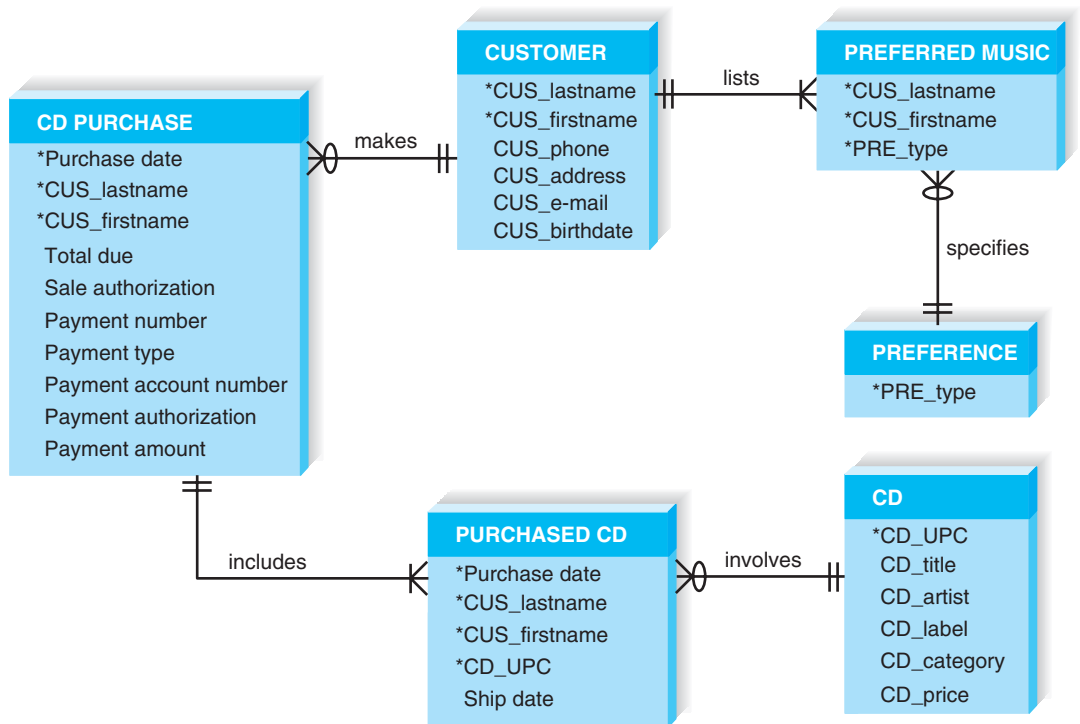 CD PURCHASE
*Purchase date
*CUS_lastname
*CUS_firstname
Total due
Sale authorization
Payment number
Payment type
Payment account number
Payment authorization
Payment amount
makes
CUSTOMER
*CUS_lastname
*CUS_firstname
CUS_phone
CUS_address
CUS_e-mail
CUS_birthdate
lists
PREFERRED MUSIC
*CUS_lastname
*CUS_firstname
*PRE_type
specifies
PREFERENCE
*PRE_type
includes
PURCHASED CD
*Purchase date
*CUS_lastname
*CUS_firstname
*CD_UPC
Ship date
involves
CD
*CD_UPC
CD_title
CD_artist
CD_label
CD_category
CD_price